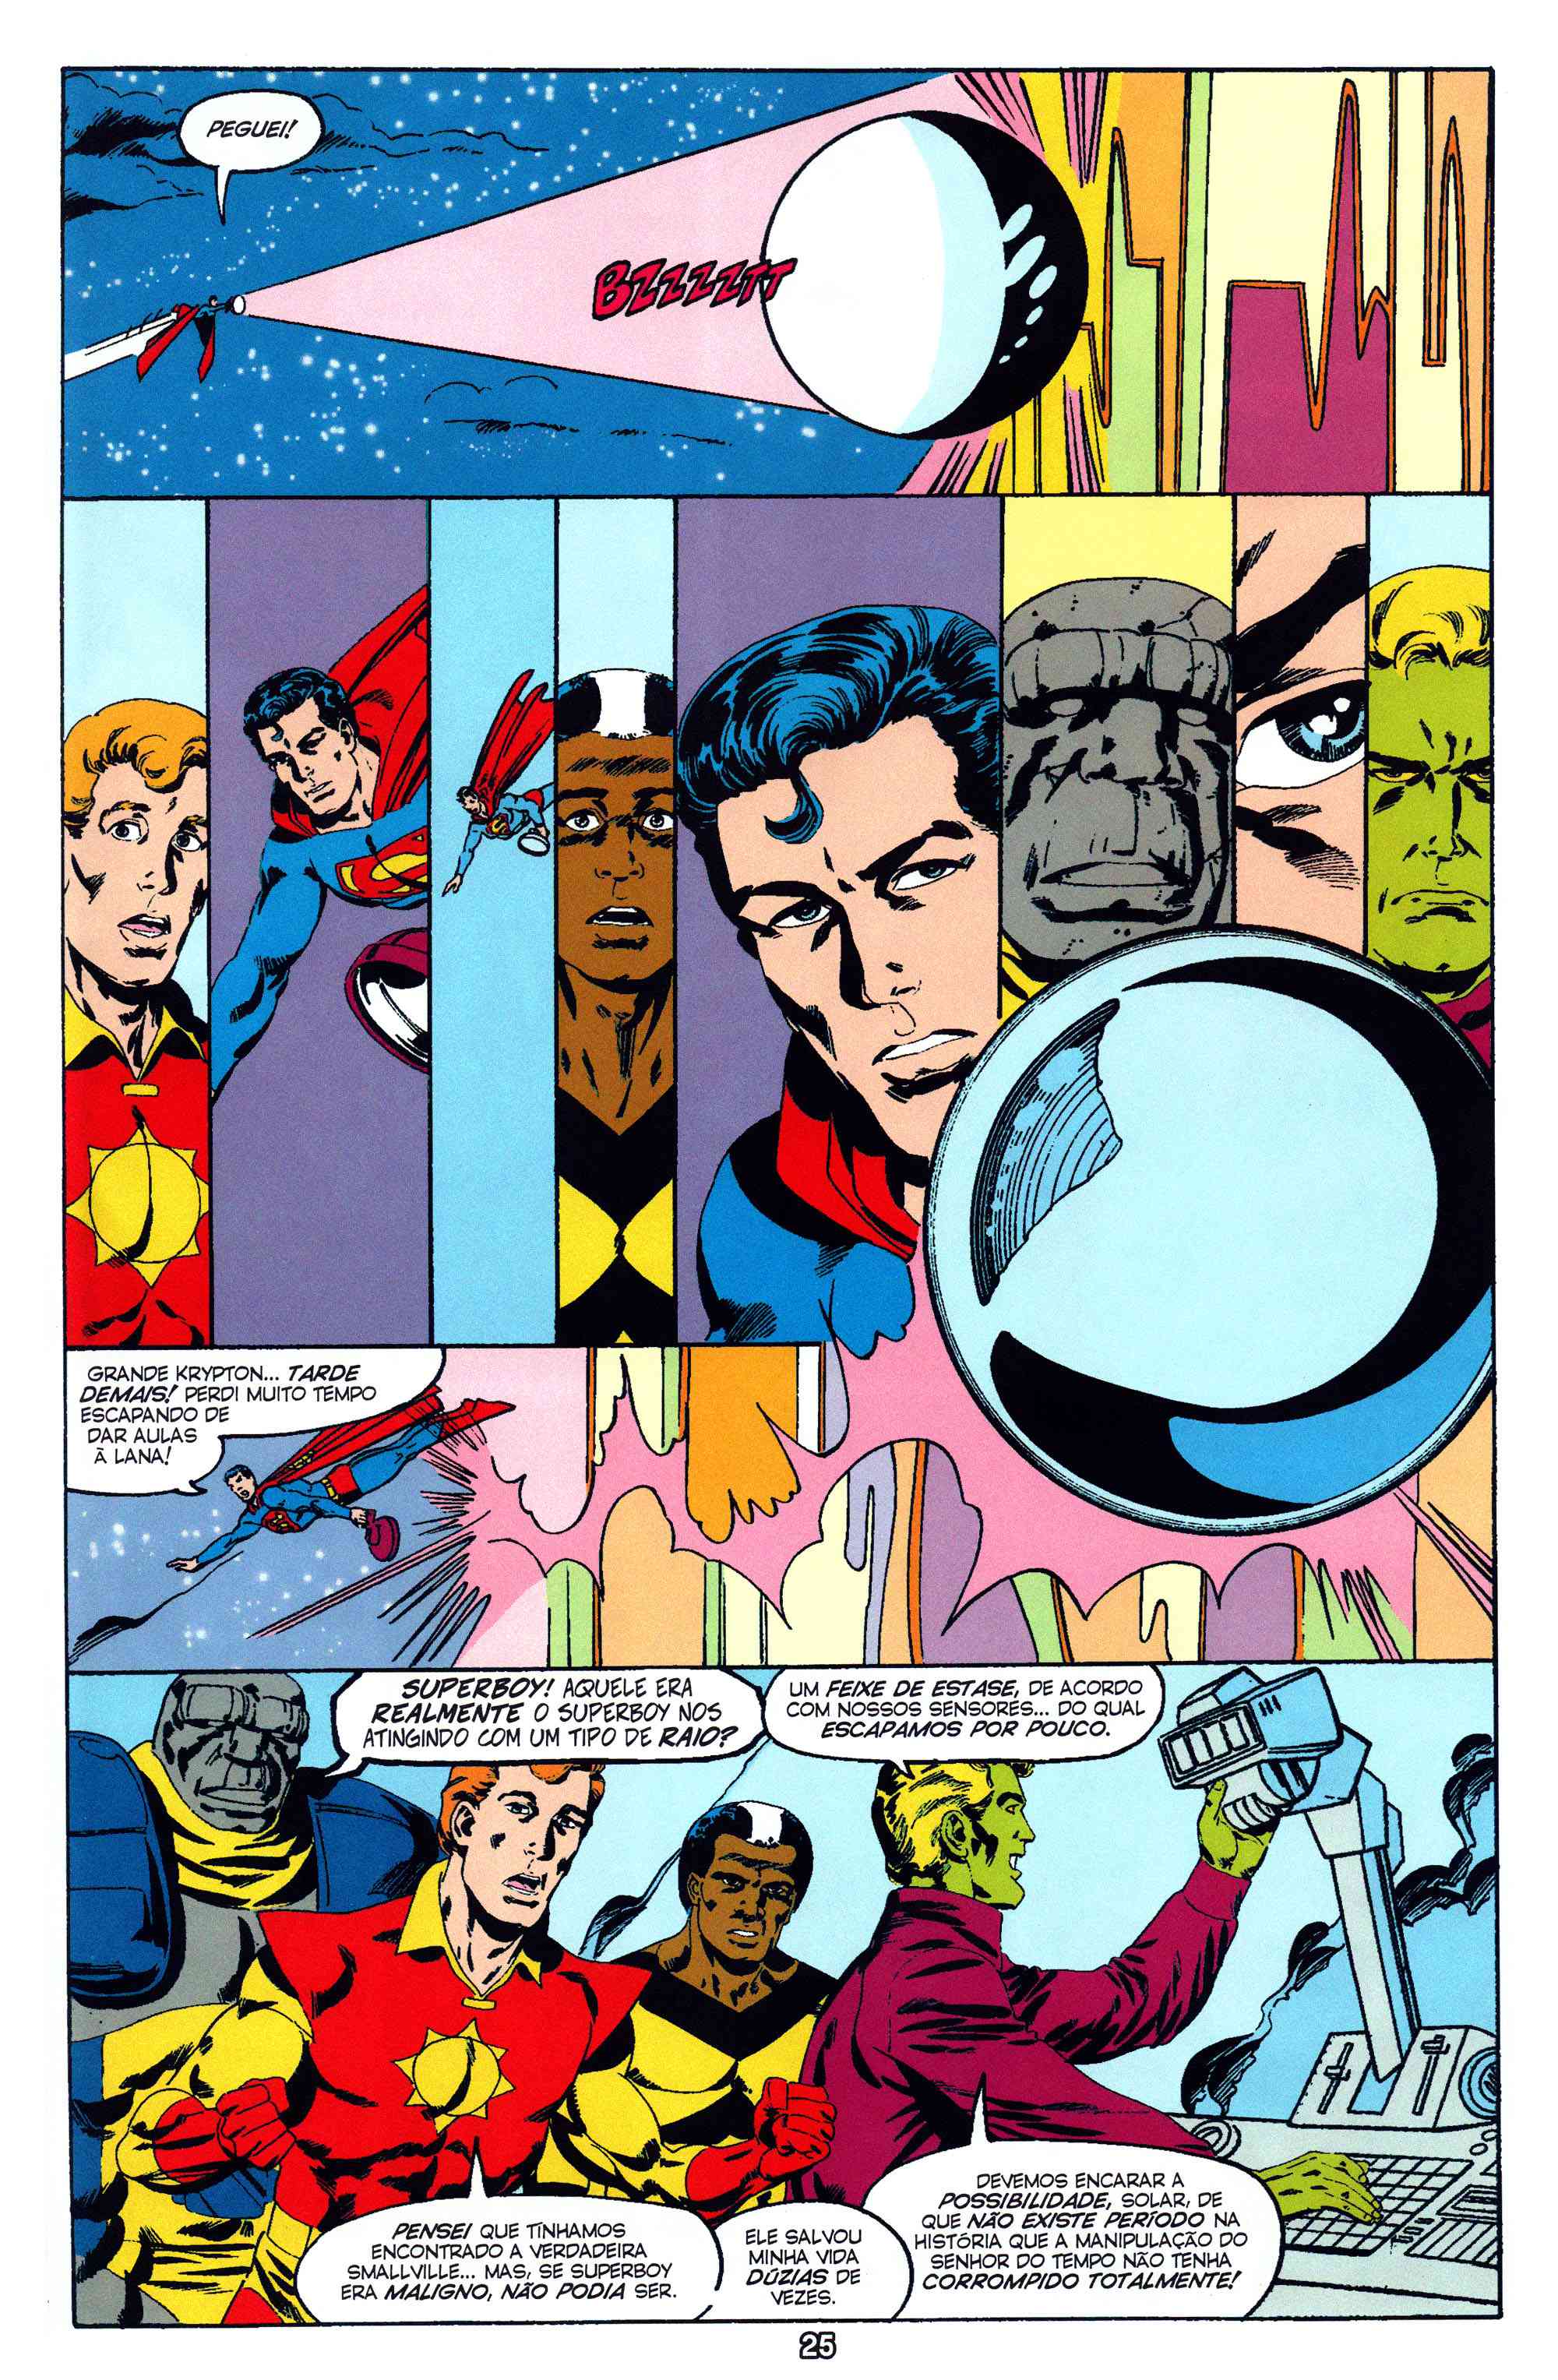 PEGUEI!
BZZZZTT
GRANDE KRYPTON... TARDE
DEMAIS! PERDI MUITO TEMPO
ESCAPANDO DE
DAR AULAS
À LANA!
SUPERBOY! AQUELE ERA
REALMENTE O SUPERBOY NOS
ATINGINDO COM UM TIPO DE RAIO?
UM FEIXE DE ESTASE, DE ACORDO
COM NOSSOS SENSORES... DO QUAL
ESCAPAMOS POR POUCO.
PENSEI QUE TÍNHAMOS
ENCONTRADO A VERDADEIRA
SMALLVILLE... MAS, SE SUPERBOY
ERA MALIGNO, NÃO PODIA SER.
ELE SALVOU
MINHA VIDA
DÚZIAS DE
VEZES.
DEVEMOS ENCARAR A
POSSIBILIDADE, SOLAR, DE
QUE NÃO EXISTE PERÍODO NA
HISTÓRIA QUE A MANIPULAÇÃO DO
SENHOR DO TEMPO NÃO TENHA
CORROMPIDO TOTALMENTE!
25